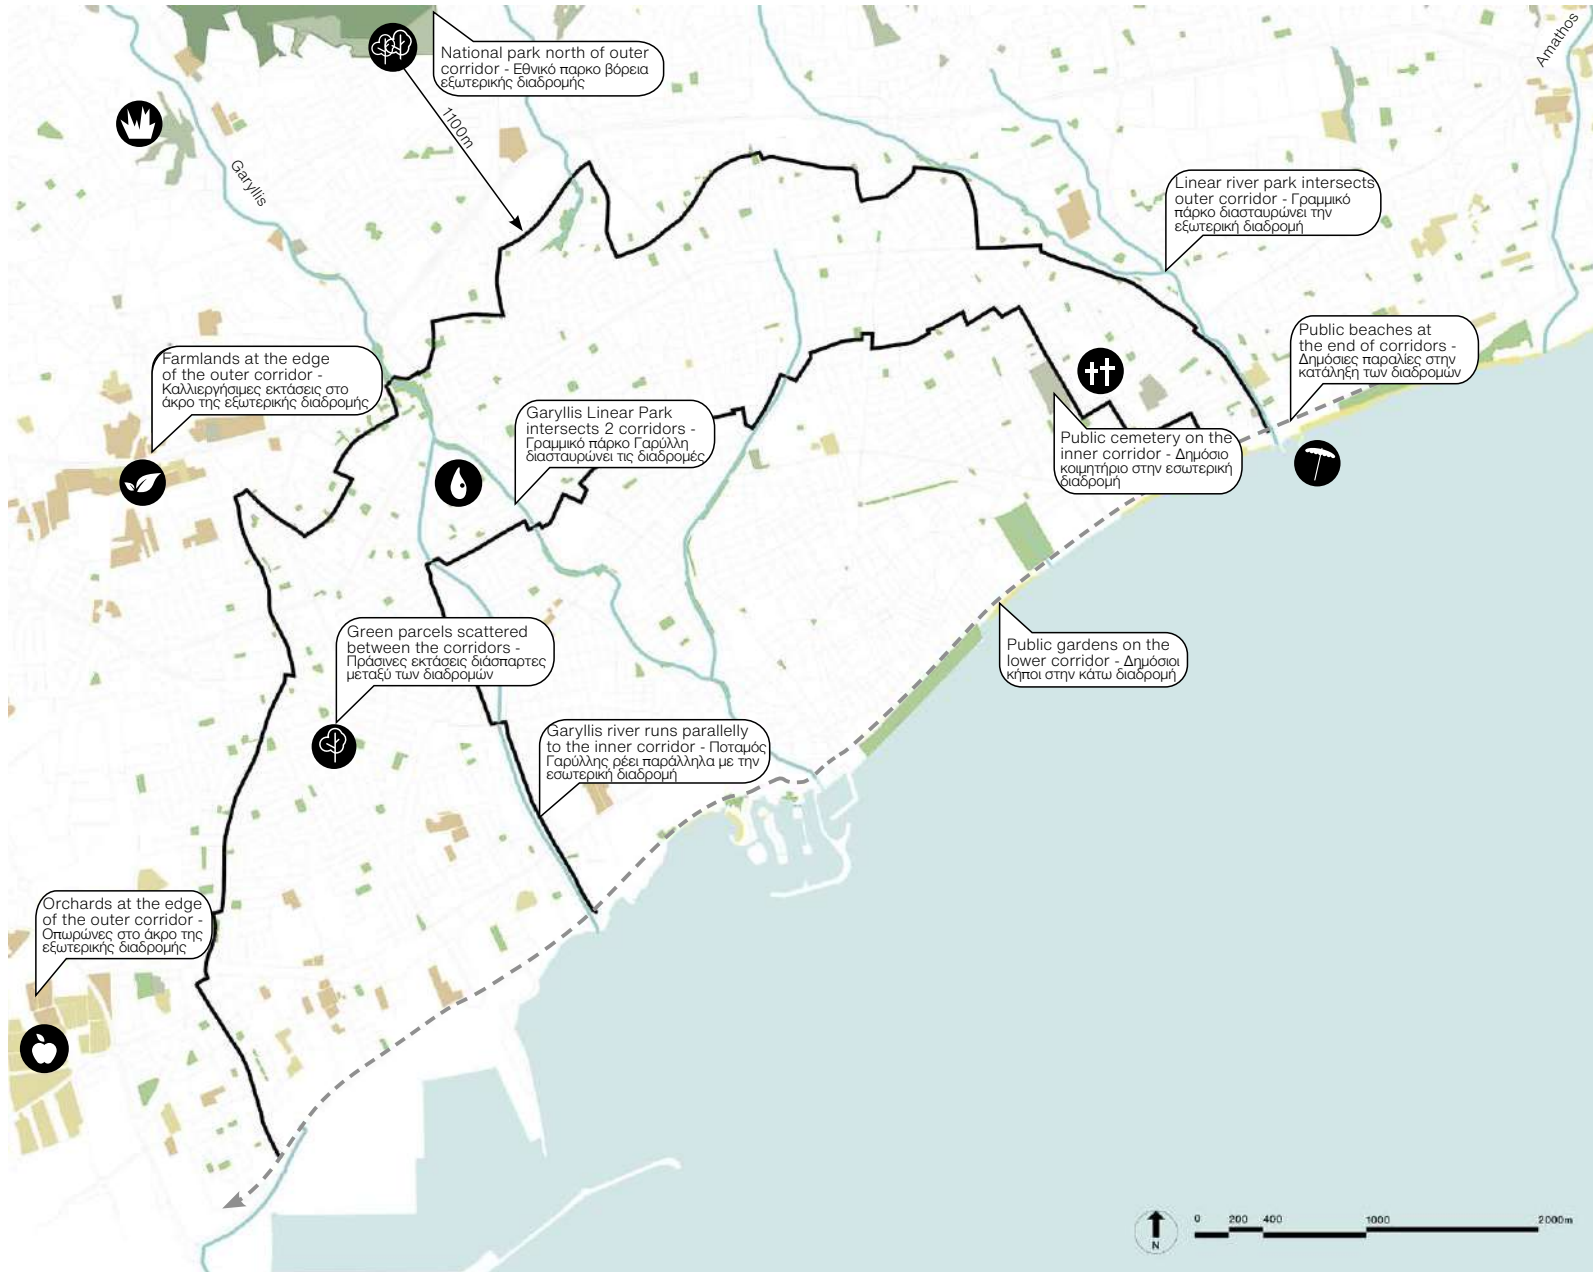 National park north of outer
corridor - Εθνικό παρκο βόρεια
εξωτερικής διαδρομής
1100m
Amathos
Garyllis
Linear river park intersects
outer corridor - Γραμμικό
πάρκο διασταυρώνει την
εξωτερική διαδρομή
Public beaches at
the end of corridors -
Δημόσιες παραλίες στην
κατάληξη των διαδρομών
Farmlands at the edge
of the outer corridor -
Καλλιεργήσιμες εκτάσεις στο
άκρο της εξωτερικής διαδρομής
Garyllis Linear Park
intersects 2 corridors -
Γραμμικό πάρκο Γαρύλλη
διασταυρώνει τις διαδρομές
Public cemetery on the
inner corridor - Δημόσιο
κοιμητήριο στην εσωτερική
διαδρομή
Green parcels scattered
between the corridors -
Πράσινες εκτάσεις διάσπαρτες
μεταξύ των διαδρομών
Public gardens on the
lower corridor - Δημόσιοι
κήποι στην κάτω διαδρομή
Garyllis river runs parallelly
to the inner corridor - Ποταμός
Γαρύλλης ρέει παράλληλα με την
εσωτερική διαδρομή
Orchards at the edge
of the outer corridor -
Οπωρώνες στο άκρο της
εξωτερικής διαδρομής
N
0 200 400 1000 2000m